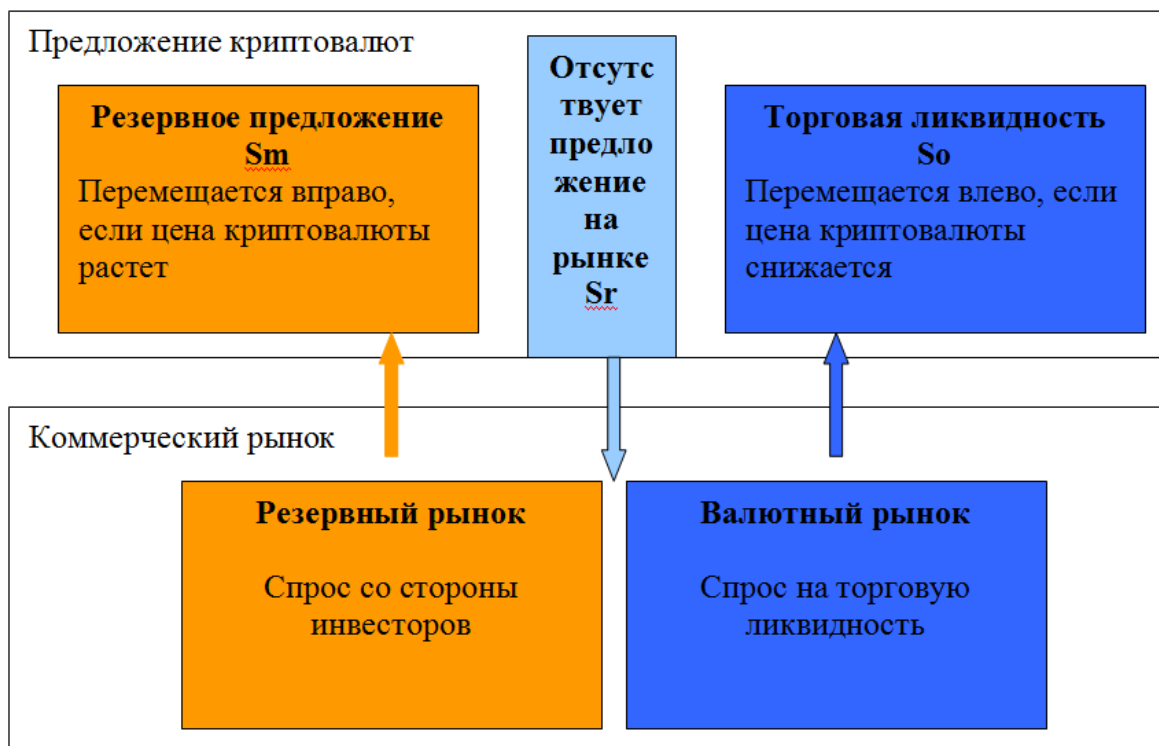 Предложение криптовалют
Резервное предложение
Sm
Перемещается вправо,
если цена криптовалюты
растет
Отсутс
твует
предло
жение
на
рынке
Sr
Торговая ликвидность
So
Перемещается влево, если
цена криптовалюты
снижается
Коммерческий рынок
Резервный рынок
Спрос со стороны
инвесторов
Валютный рынок
Спрос на торговую
ликвидность